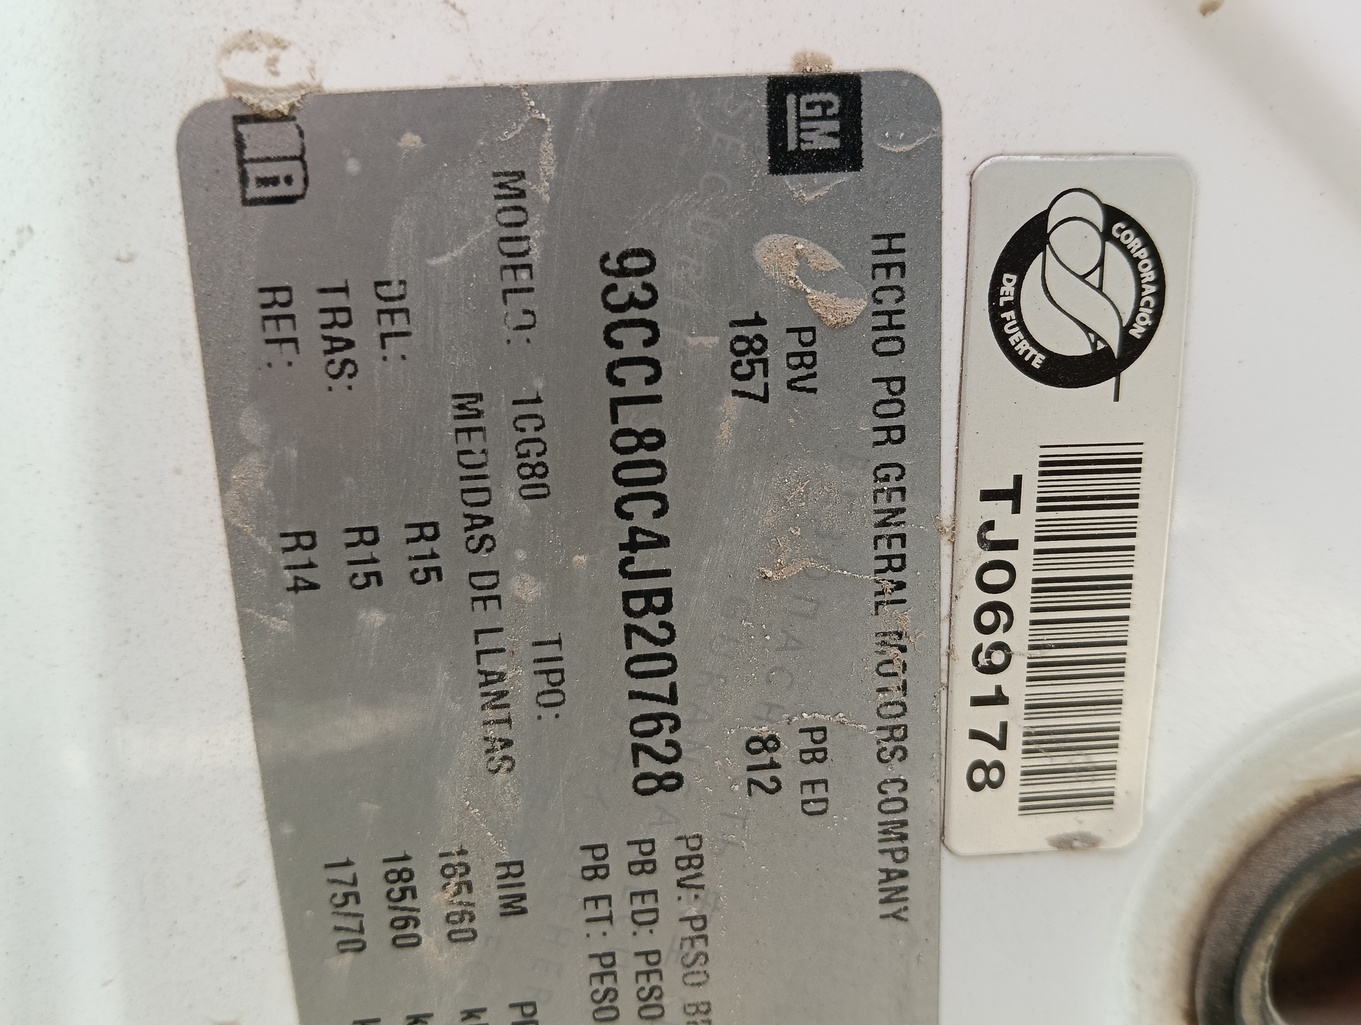 GM
HECHO POR GENERAL MOTORS COMPANY
PBV
PB ED
1857
812
93CCL80C4JB207628
PBV: PESO
PB ED: PESO
PB ET: PESO
MODELO: 1CG80 TIPO:
MEDIDAS DE LLANTAS
RIM
DEL: R15 185/60
TRAS: R15 185/60
REF: R14 175/70
CORPORACIÓN
DEL FUERTE
TJ069178